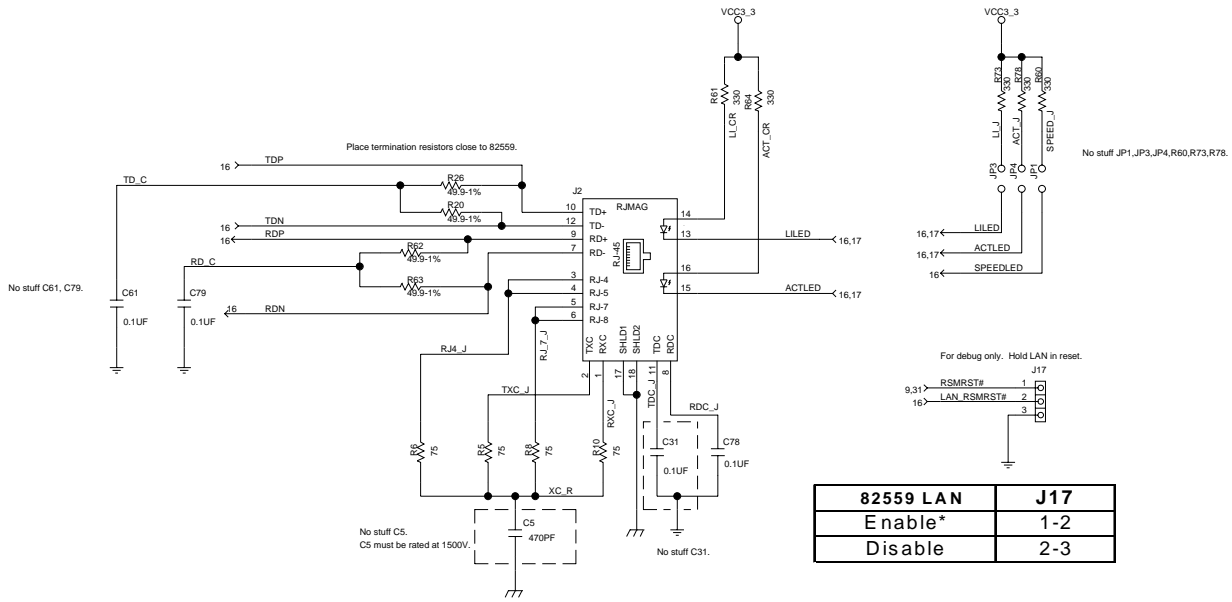 VCC3_3
VCC3_3
R61
330
R64
330
LI_CR
ACT_CR
R73
330
R78
330
R60
330
LI_J
ACT_J
SPEED_J
JP3
JP4
JP1
No stuff JP1,JP3,JP4,R60,R73,R78.
Place termination resistors close to 82559.
16
TDP
TD_C
R26
49.9-1%
R20
49.9-1%
16
TDN
16
RDP
R62
49.9-1%
RD_C
R63
49.9-1%
16
RDN
No stuff C61, C79.
C61
0.1UF
C79
0.1UF
J2
RJMAG
RJ-45
10
TD+
12
TD-
9
RD+
7
RD-
3
RJ-4
4
RJ-5
5
RJ-7
6
RJ-8
14
13
LILED
16,17
16
15
ACTLED
16,17
TXC
RXC
SHLD1
SHLD2
TDC
RDC
2
1
17
18
11
8
16,17
LILED
16,17
ACTLED
16
SPEEDLED
RJ4_J
RJ_7_J
TXC_J
RXC_J
TDC_J
RDC_J
R6
75
R5
75
R8
75
R10
75
XC_R
C31
0.1UF
C78
0.1UF
No stuff C5.
C5 must be rated at 1500V.
C5
470PF
No stuff C31.
For debug only.  Hold LAN in reset.
J17
9,31
RSMRST#
1
16
LAN_RSMRST#
2
3
82559 LAN J17
Enable* 1-2
Disable 2-3